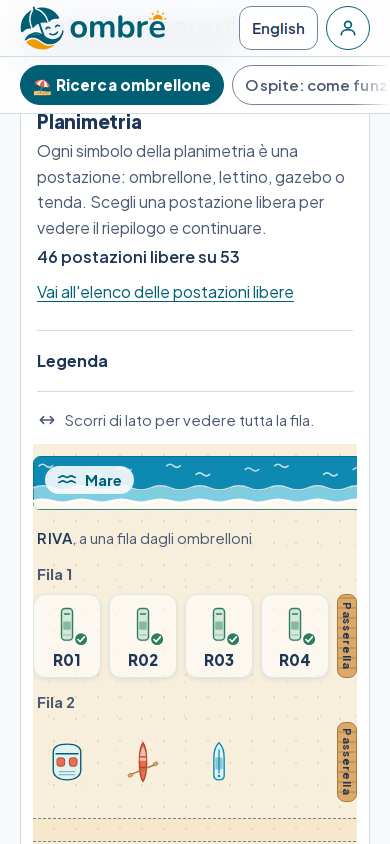 ombrè
English
Ricerca ombrellone
Ospite: come funz
Planimetria
Ogni simbolo della planimetria è una
postazione: ombrellone, lettino, gazebo o
tenda. Scegli una postazione libera per
vedere il riepilogo e continuare.
46 postazioni libere su 53
Vai all'elenco delle postazioni libere
Legenda
Scorri di lato per vedere tutta la fila.
Mare
RIVA, a una fila dagli ombrelloni
Fila 1
R01
R02
R03
R04
Passerella
Fila 2
Passerella